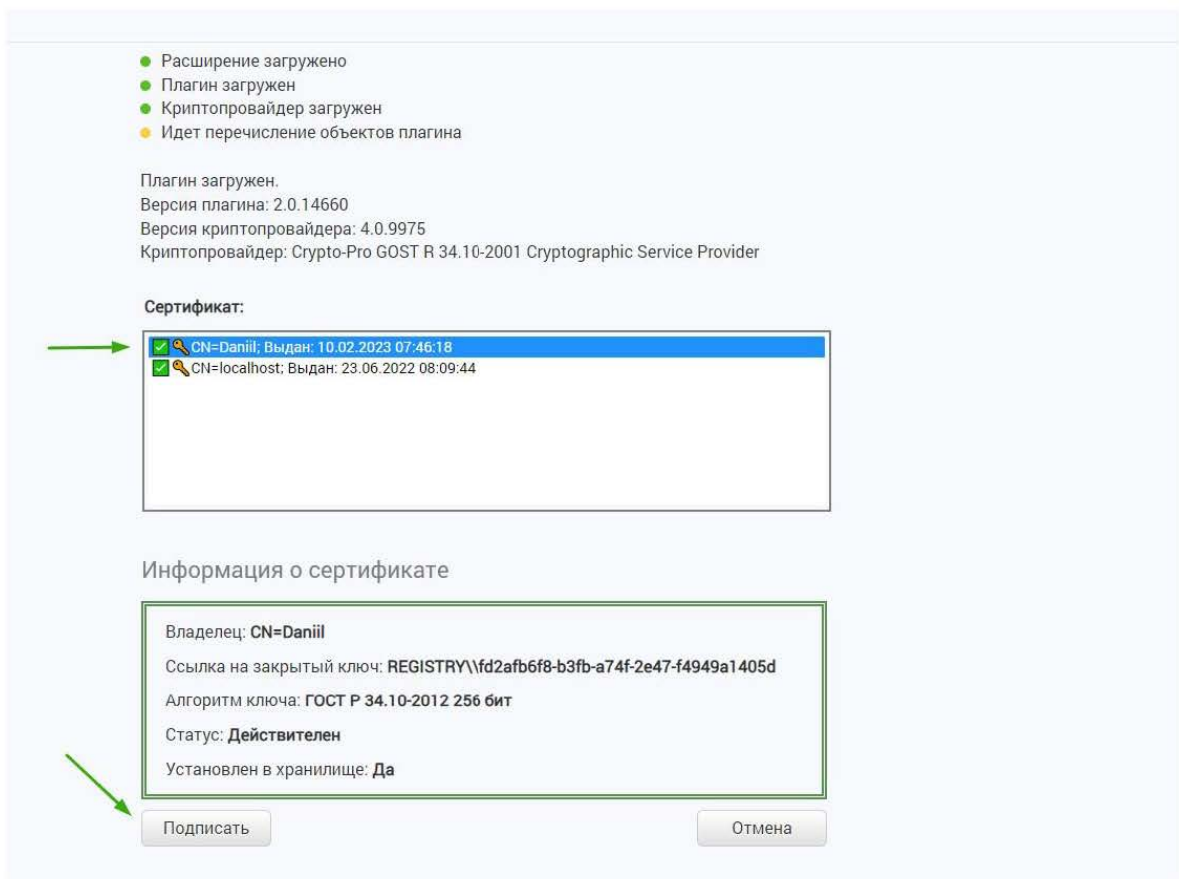 Расширение загружено
Плагин загружен
Криптопровайдер загружен
Идет перечисление объектов плагина
Плагин загружен.
Версия плагина: 2.0.14660
Версия криптопровайдера: 4.0.9975
Криптопровайдер: Crypto-Pro GOST R 34.10-2001 Cryptographic Service Provider
Сертификат:
CN=Daniil; Выдан: 10.02.2023 07:46:18
CN=localhost; Выдан: 23.06.2022 08:09:44
Информация о сертификате
Владелец: CN=Daniil
Ссылка на закрытый ключ: REGISTRY\\fd2afb6f8-b3fb-a74f-2e47-f4949a1405d
Алгоритм ключа: ГОСТ Р 34.10-2012 256 бит
Статус: Действителен
Установлен в хранилище: Да
Подписать Отмена